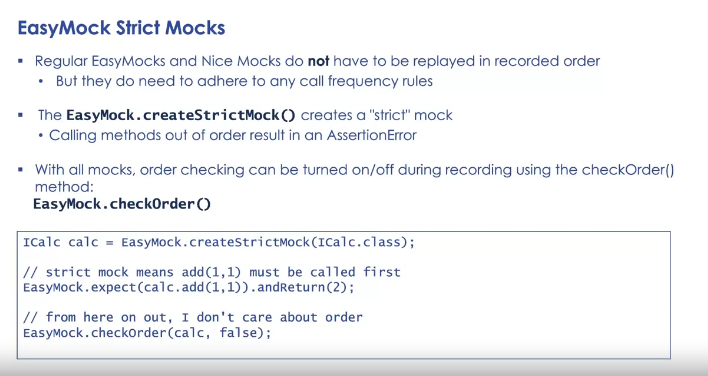 EasyMock Strict Mocks
▪ Regular EasyMocks and Nice Mocks do not have to be replayed in recorded order
• But they do need to adhere to any call frequency rules
▪ The EasyMock.createStrictMock() creates a "strict" mock
• Calling methods out of order result in an AssertionError
▪ With all mocks, order checking can be turned on/off during recording using the checkOrder()
method:
EasyMock.checkOrder()
ICalc calc = EasyMock.createStrictMock(ICalc.class);
// strict mock means add(1,1) must be called first
EasyMock.expect(calc.add(1,1)).andReturn(2);
// from here on out, I don't care about order
EasyMock.checkOrder(calc, false);